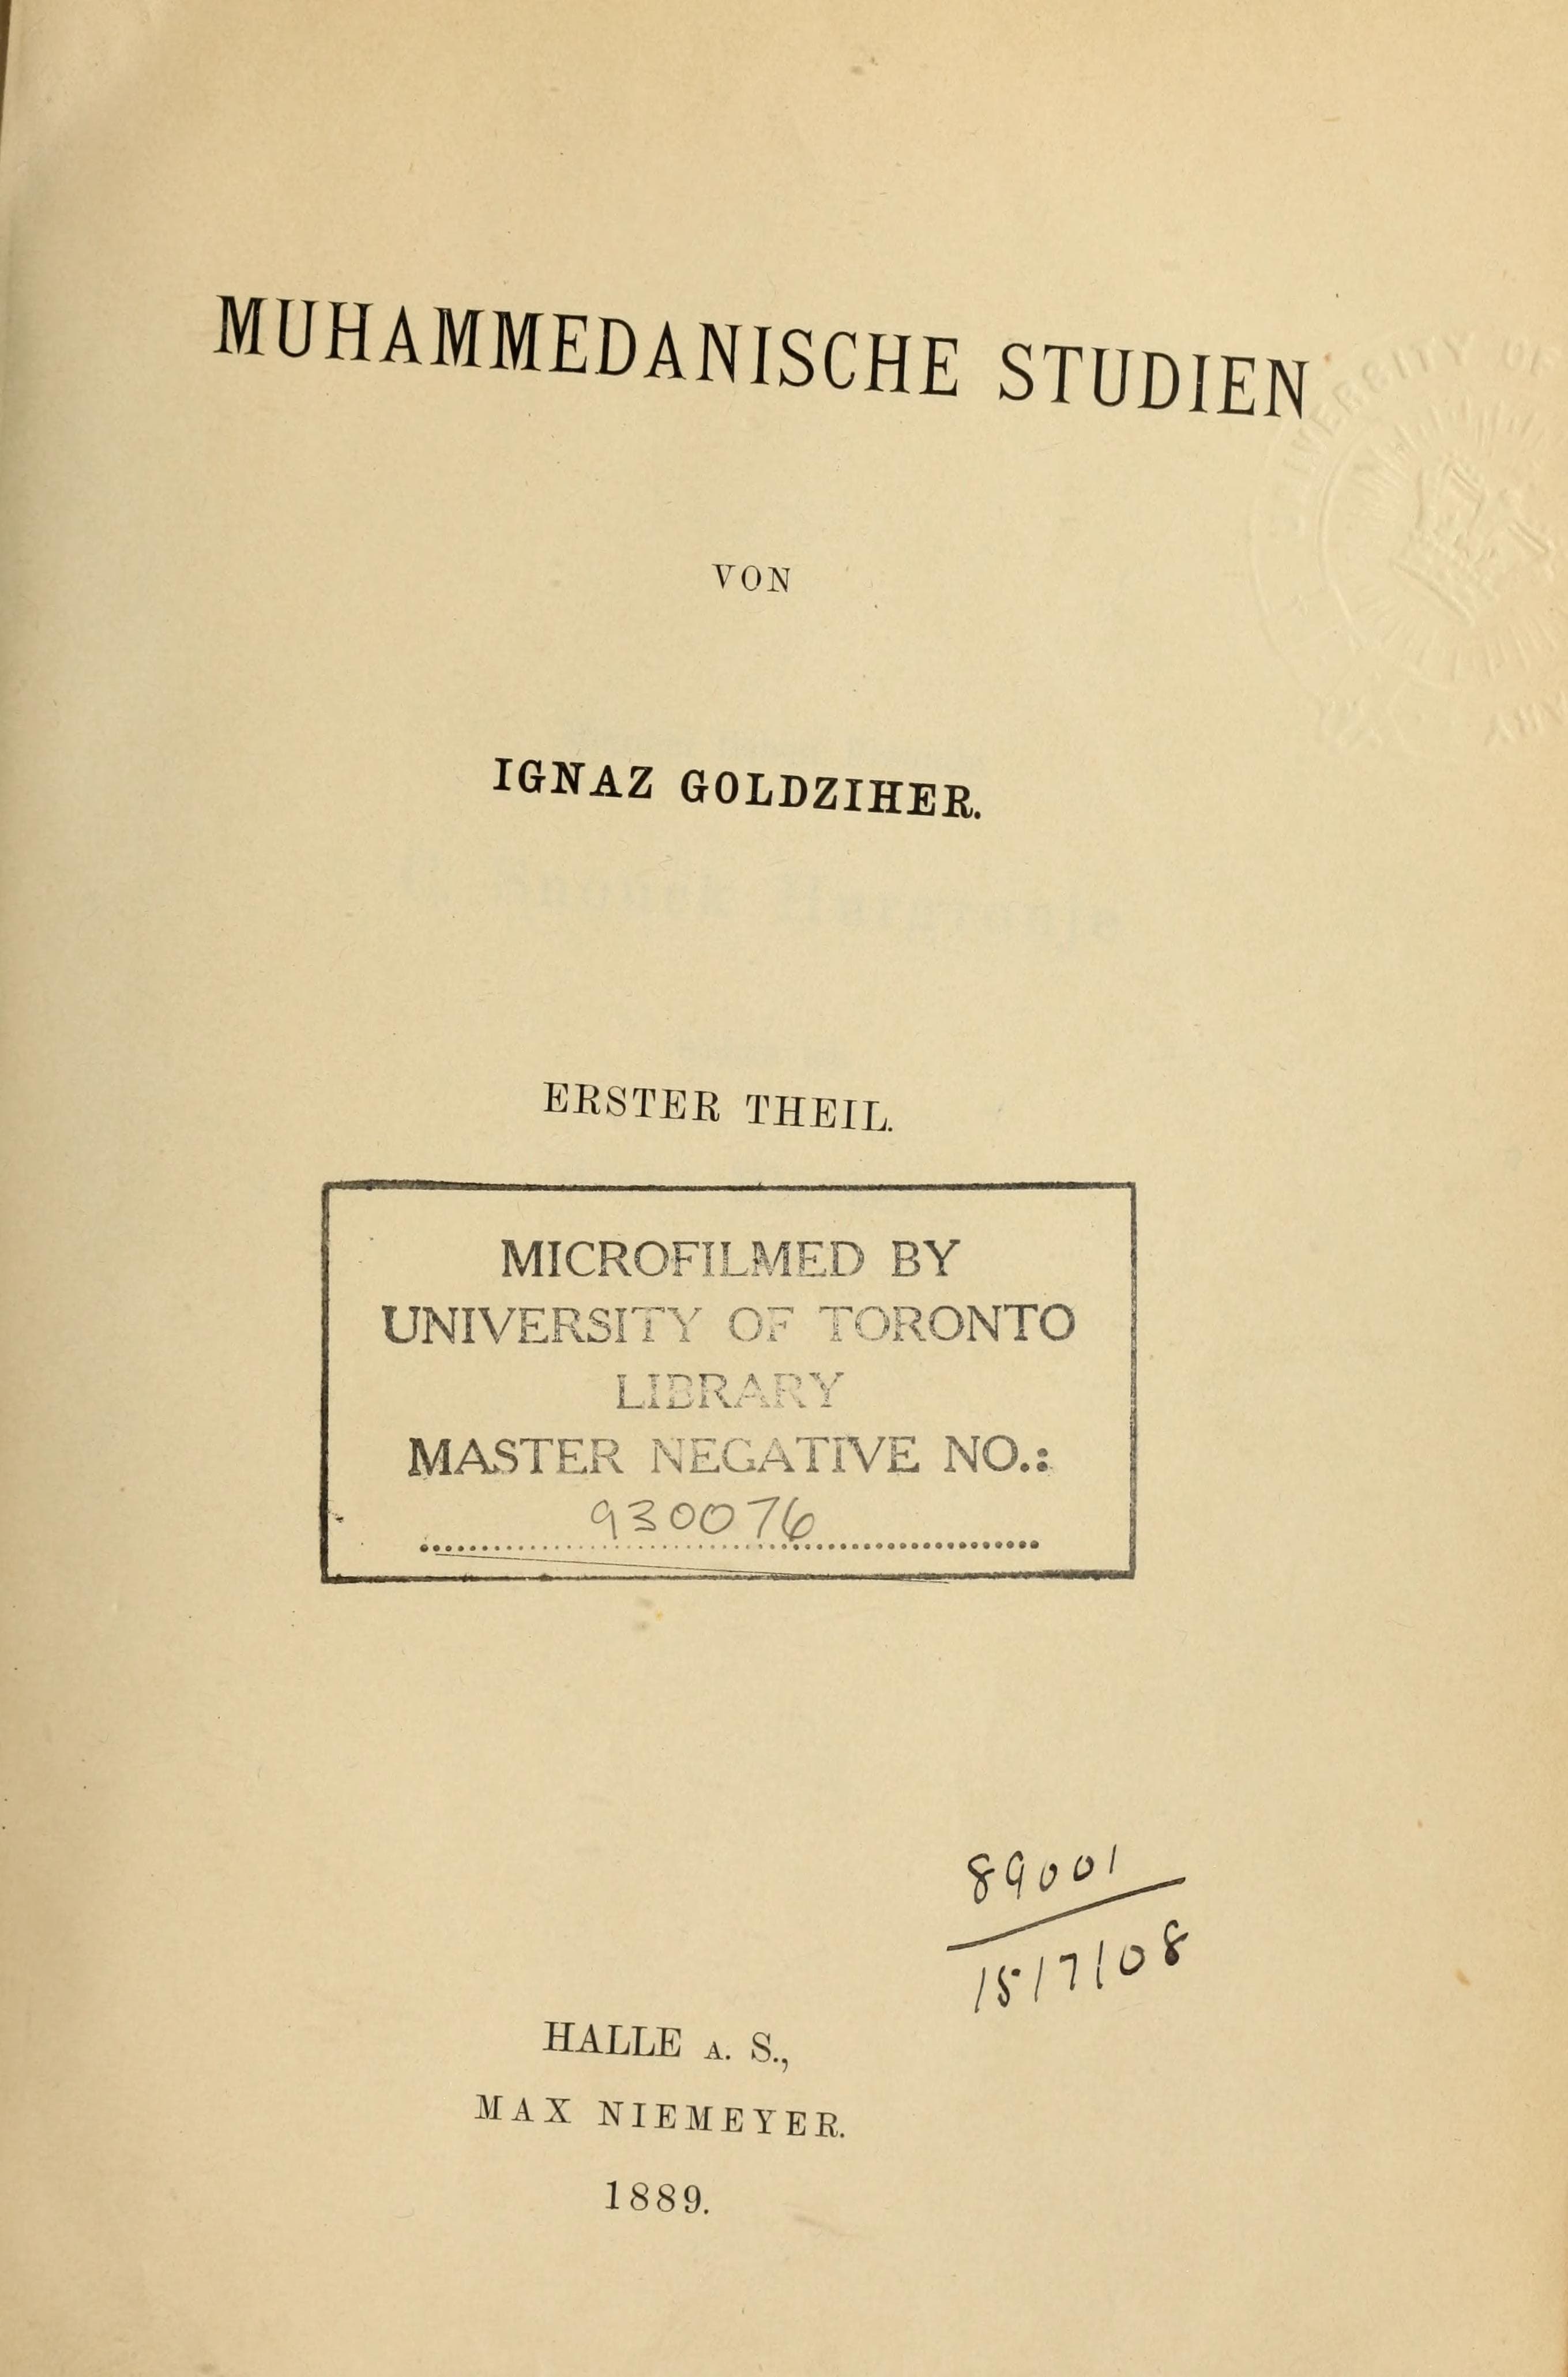 MUHAMMEDANISCHE STUDIEN
VON
IGNAZ GOLDZIHER.
ERSTER THEIL.
MICROFILMED BY
UNIVERSITY OF TORONTO
LIBRARY
MASTER NEGATIVE NO.:
930076
89001
15/7/08
HALLE A. S.,
MAX NIEMEYER.
1889.